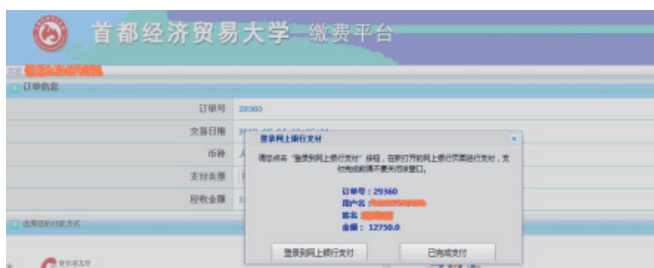 首都经济贸易大学 缴费平台
订单信息
订单号 29360
交易日期
币种
支付类型
应收金额
登录网上银行支付
请您点击“登录到网上银行支付”按钮，在新打开的网上银行页面进行支付，支
付完成前请不要关闭该窗口。
订单号：29360
用户名：
姓名：
金额： 12750.0
登录到网上银行支付 已完成支付
选择您的付款方式
首信易支付